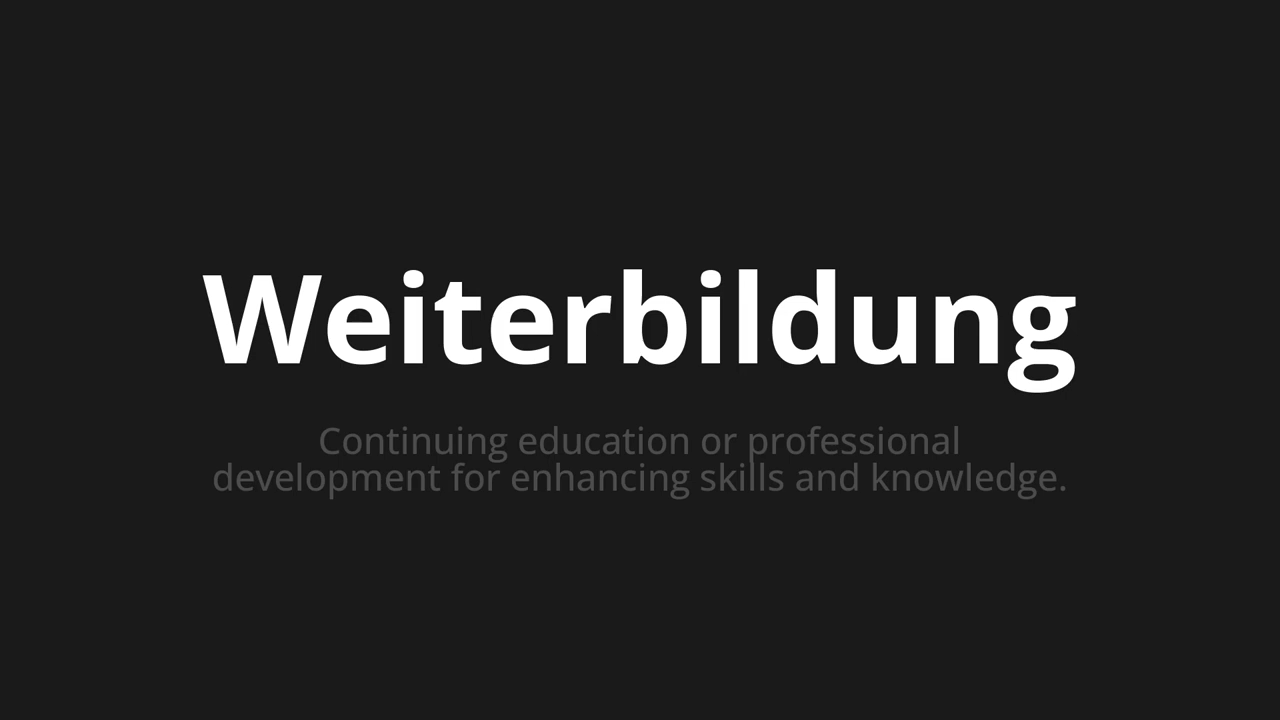 Weiterbildung
Continuing education or professional
development for enhancing skills and knowledge.